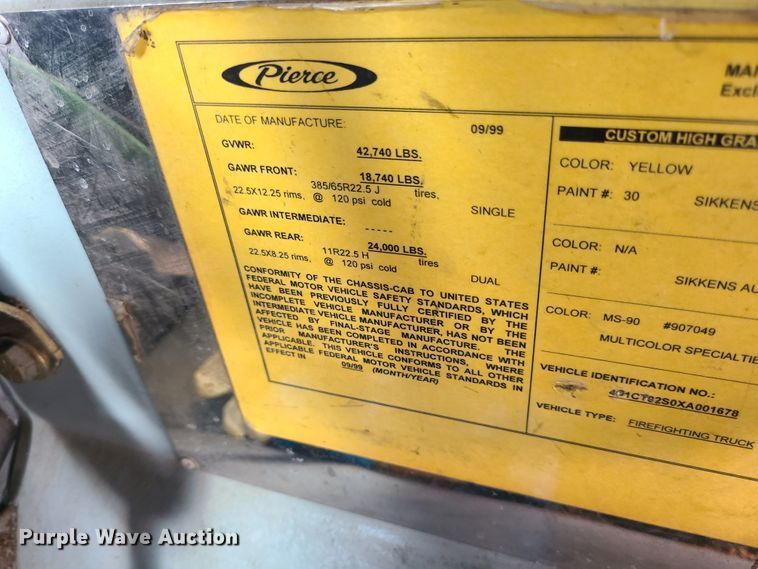 Pierce
DATE OF MANUFACTURE: 09/99
GVWR: 42,740 LBS.
GAWR FRONT: 18,740 LBS.
385/65R22.5 J tires,
22.5X12.25 rims, @ 120 psi cold SINGLE
GAWR INTERMEDIATE: -----
GAWR REAR: 24,000 LBS.
11R22.5 H tires
22.5X8.25 rims, @ 120 psi cold DUAL
CONFORMITY OF THE CHASSIS-CAB TO UNITED STATES
FEDERAL MOTOR VEHICLE SAFETY STANDARDS, WHICH
HAVE BEEN PREVIOUSLY FULLY CERTIFIED BY THE
INCOMPLETE VEHICLE MANUFACTURER OR BY THE
INTERMEDIATE VEHICLE MANUFACTURER, HAS NOT BEEN
AFFECTED BY FINAL-STAGE MANUFACTURE. THE
VEHICLE HAS BEEN COMPLETED IN ACCORDANCE WITH
PRIOR MANUFACTURER'S INSTRUCTIONS, WHERE
APPLICABLE. THIS VEHICLE CONFORMS TO ALL OTHER
APPLICABLE FEDERAL MOTOR VEHICLE STANDARDS IN
EFFECT IN 09/99 (MONTH/YEAR)
MAN
Excl
CUSTOM HIGH GRA
COLOR: YELLOW
PAINT #: 30 SIKKENS
COLOR: N/A
PAINT #: SIKKENS AU
COLOR: MS-90 #907049
MULTICOLOR SPECIALTIE
VEHICLE IDENTIFICATION NO.:
VEHICLE TYPE: FIREFIGHTING TRUCK
Purple Wave Auction